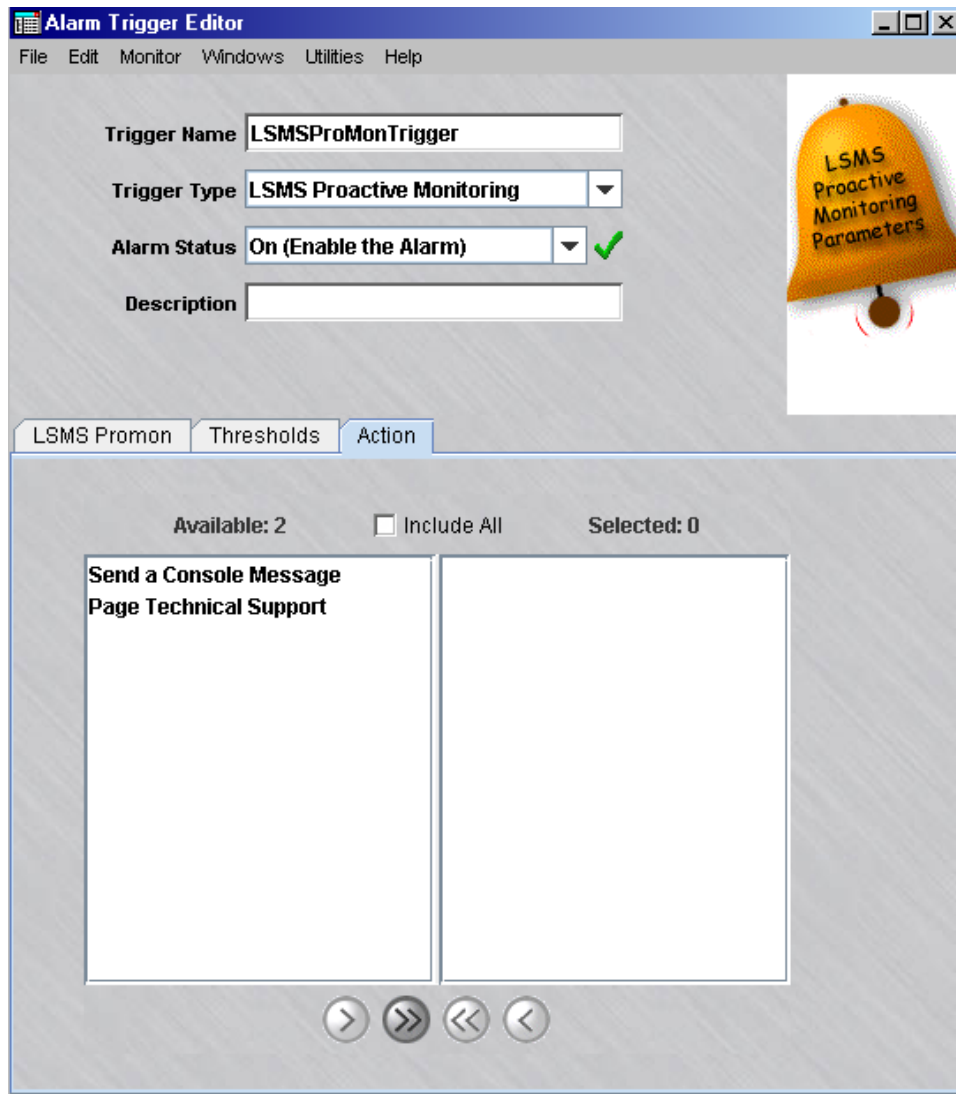 Alarm Trigger Editor
File Edit Monitor Windows Utilities Help
Trigger Name LSMSProMonTrigger
Trigger Type LSMS Proactive Monitoring
Alarm Status On (Enable the Alarm)
Description
LSMS
Proactive
Monitoring
Parameters
LSMS Promon Thresholds Action
Available: 2 Include All Selected: 0
Send a Console Message
Page Technical Support